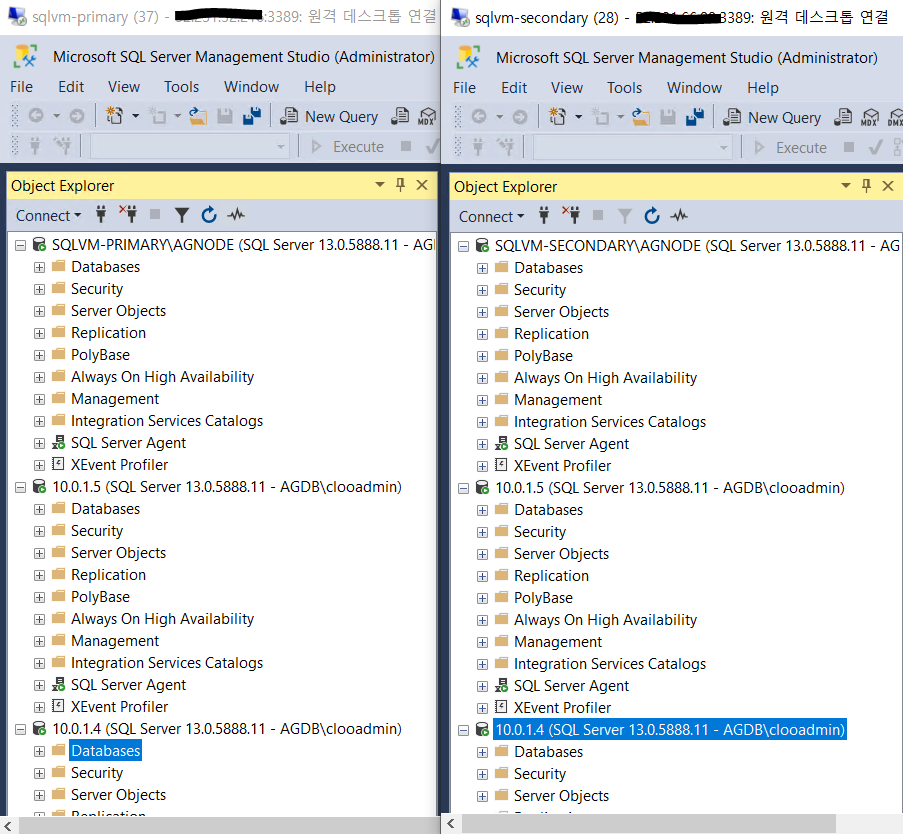 sqlvm-primary (37) - :3389: 원격 데스크톱 연결
Microsoft SQL Server Management Studio (Administrator)
File Edit View Tools Window Help
New Query MDX
Execute
Object Explorer
Connect
SQLVM-PRIMARY\AGNODE (SQL Server 13.0.5888.11 - AGI
Databases
Security
Server Objects
Replication
PolyBase
Always On High Availability
Management
Integration Services Catalogs
SQL Server Agent
XEvent Profiler
10.0.1.5 (SQL Server 13.0.5888.11 - AGDB\clooadmin)
Databases
Security
Server Objects
Replication
PolyBase
Always On High Availability
Management
Integration Services Catalogs
SQL Server Agent
XEvent Profiler
10.0.1.4 (SQL Server 13.0.5888.11 - AGDB\clooadmin)
Databases
Security
Server Objects
Replication
sqlvm-secondary (28) - :3389: 원격 데스크톱 연결
Microsoft SQL Server Management Studio (Administrator)
File Edit View Tools Window Help
New Query MDX DMX
Execute
Object Explorer
Connect
SQLVM-SECONDARY\AGNODE (SQL Server 13.0.5888.11 - AG
Databases
Security
Server Objects
Replication
PolyBase
Always On High Availability
Management
Integration Services Catalogs
SQL Server Agent
XEvent Profiler
10.0.1.5 (SQL Server 13.0.5888.11 - AGDB\clooadmin)
Databases
Security
Server Objects
Replication
PolyBase
Always On High Availability
Management
Integration Services Catalogs
SQL Server Agent
XEvent Profiler
10.0.1.4 (SQL Server 13.0.5888.11 - AGDB\clooadmin)
Databases
Security
Server Objects